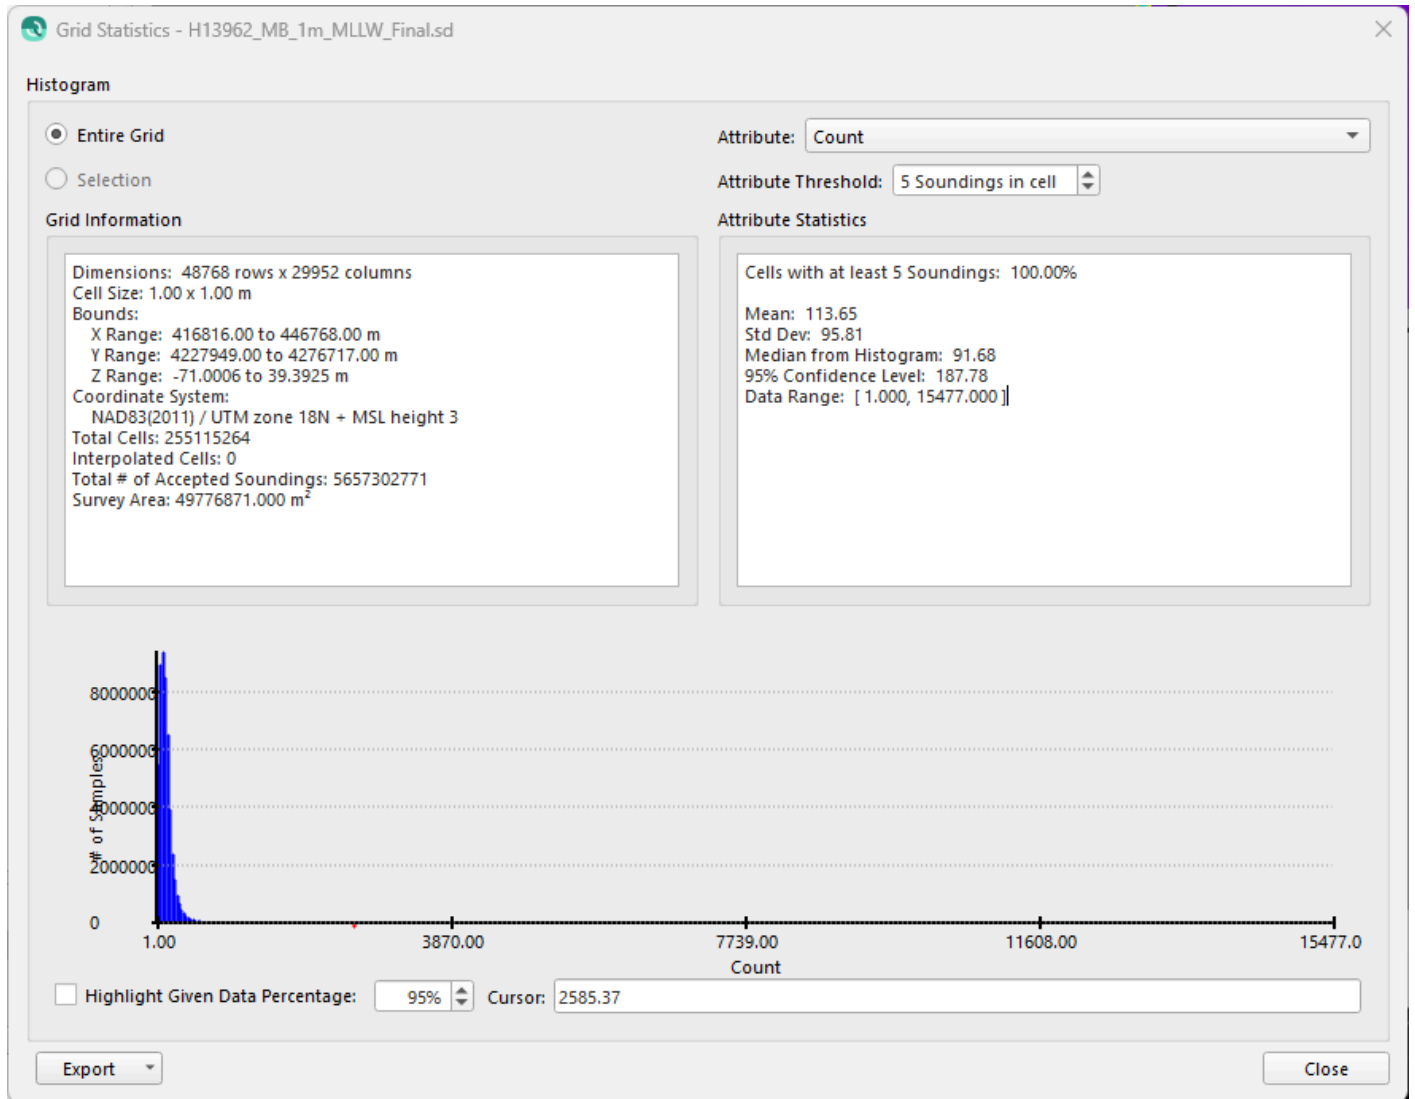 Grid Statistics - H13962_MB_1m_MLLW_Final.sd
Histogram
Entire Grid
Attribute: Count
Selection
Attribute Threshold: 5 Soundings in cell
Grid Information
Attribute Statistics
Dimensions: 48768 rows x 29952 columns
Cell Size: 1.00 x 1.00 m
Bounds:
X Range: 416816.00 to 446768.00 m
Y Range: 4227949.00 to 4276717.00 m
Z Range: -71.0006 to 39.3925 m
Coordinate System:
NAD83(2011) / UTM zone 18N + MSL height 3
Total Cells: 255115264
Interpolated Cells: 0
Total # of Accepted Soundings: 5657302771
Survey Area: 49776871.000 m²
Cells with at least 5 Soundings: 100.00%
Mean: 113.65
Std Dev: 95.81
Median from Histogram: 91.68
95% Confidence Level: 187.78
Data Range: [ 1.000, 15477.000 ]
# of Samples
8000000
6000000
4000000
2000000
0
1.00 3870.00 7739.00 11608.00 15477.0
Count
Highlight Given Data Percentage: 95% Cursor: 2585.37
Export
Close